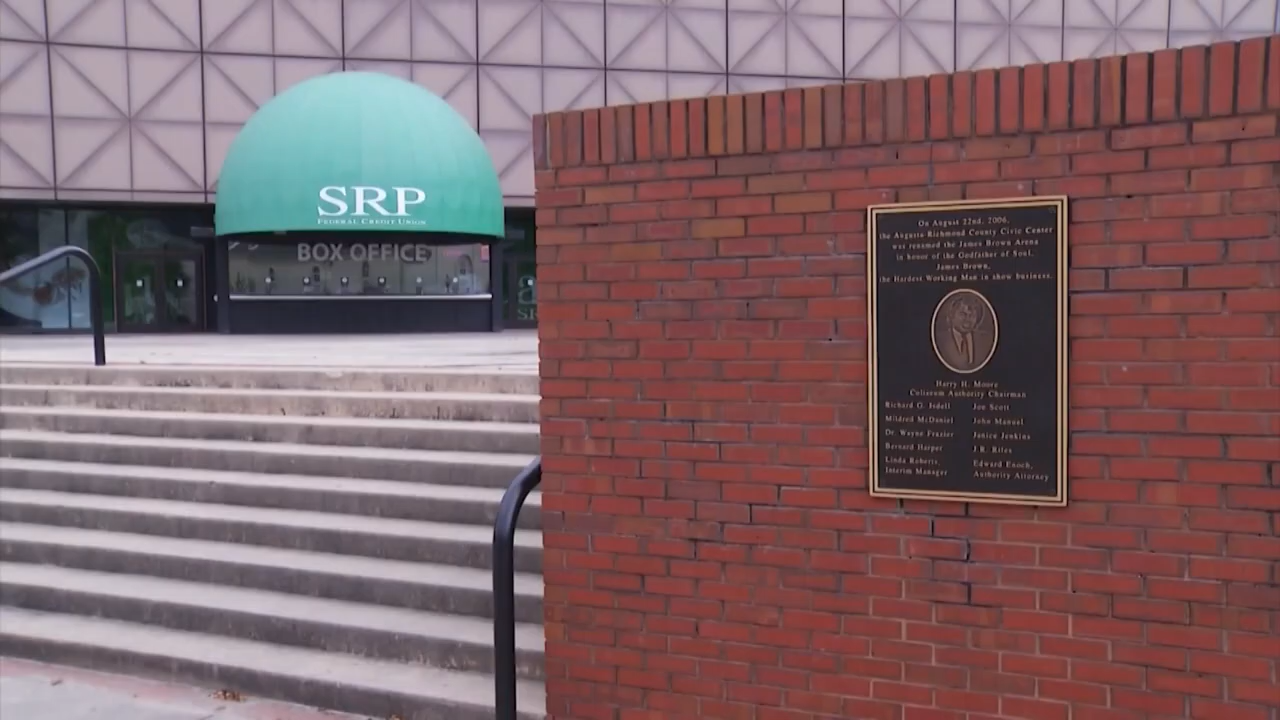 SRP
FEDERAL CREDIT UNION
BOX OFFICE
On August 22nd, 2006,
the Augusta Richmond County Civic Center
was renamed the James Brown Arena
in honor of the Godfather of Soul,
James Brown,
the Hardest Working Man in show business.
Harry H. Moore
Coliseum Authority Chairman
Richard G. Isdell
Joe Scott
Mildred McDaniel
John Manuel
Dr. Wayne Frazier
Janice Jenkins
Bernard Harper
J.R. Riles
Linda Roberts,
Interim Manager
Edward Enoch,
Authority Attorney